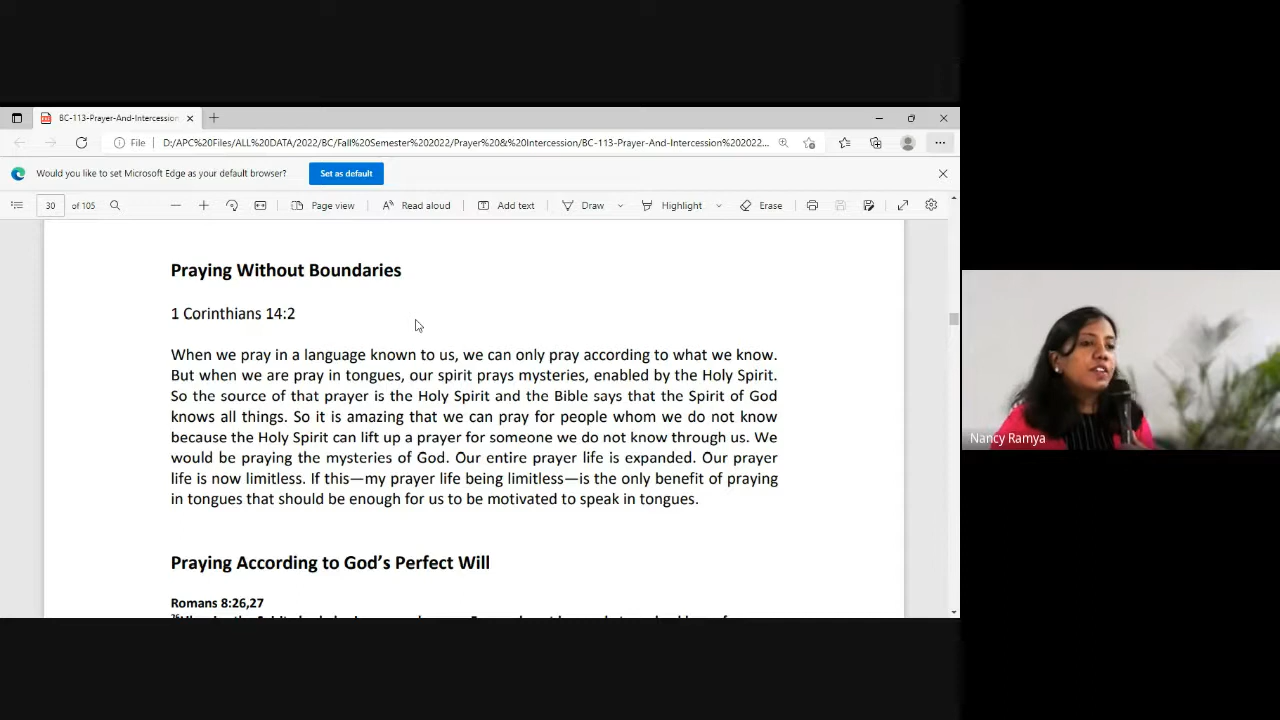 BC-113-Prayer-And-Intercession
File
D:/APC%20Files/ALL%20DATA/2022/BC/Fall%20Semester%202022/Prayer%20&%20Intercession/BC-113-Prayer-And-Intercession%202022...
Would you like to set Microsoft Edge as your default browser?
Set as default
30 of 105
Page view
Read aloud
Add text
Draw
Highlight
Erase
Praying Without Boundaries
1 Corinthians 14:2
When we pray in a language known to us, we can only pray according to what we know.
But when we are pray in tongues, our spirit prays mysteries, enabled by the Holy Spirit.
So the source of that prayer is the Holy Spirit and the Bible says that the Spirit of God
knows all things. So it is amazing that we can pray for people whom we do not know
because the Holy Spirit can lift up a prayer for someone we do not know through us. We
would be praying the mysteries of God. Our entire prayer life is expanded. Our prayer
life is now limitless. If this—my prayer life being limitless—is the only benefit of praying
in tongues that should be enough for us to be motivated to speak in tongues.
Praying According to God's Perfect Will
Romans 8:26,27
Nancy Ramya